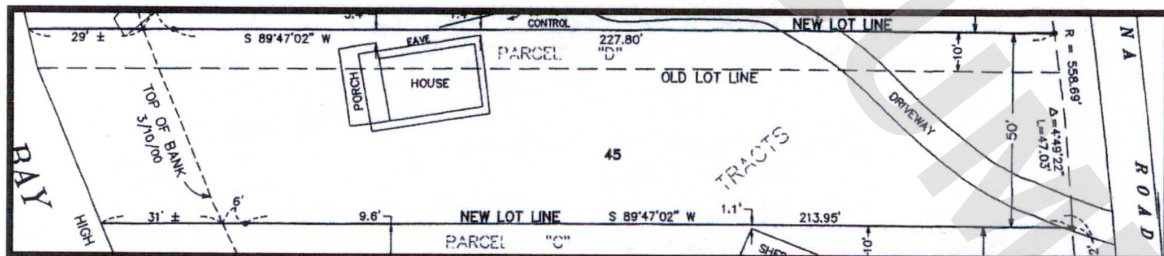 CONTROL
NEW LOT LINE
29' ±
S 89'47'02" W
EAVE
227.80'
PARCEL "D"
10'
OLD LOT LINE
R = 558.69'
NA
PORCH
HOUSE
TOP OF BANK
3/10/00
DRIVEWAY
Δ=4'49'22"
L=47.03'
50'
45
TRACTS
BAY
HIGH
31' ±
6'
9.6'
NEW LOT LINE
S 89'47'02" W
1.1'
213.95'
PARCEL "C"
10'
2'
ROAD